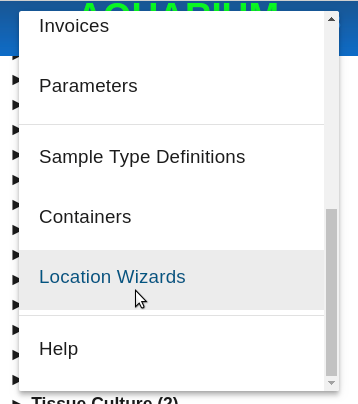 AQUARIUM
Invoices
Parameters
Sample Type Definitions
Containers
Location Wizards
Help
Tissue Culture (2)